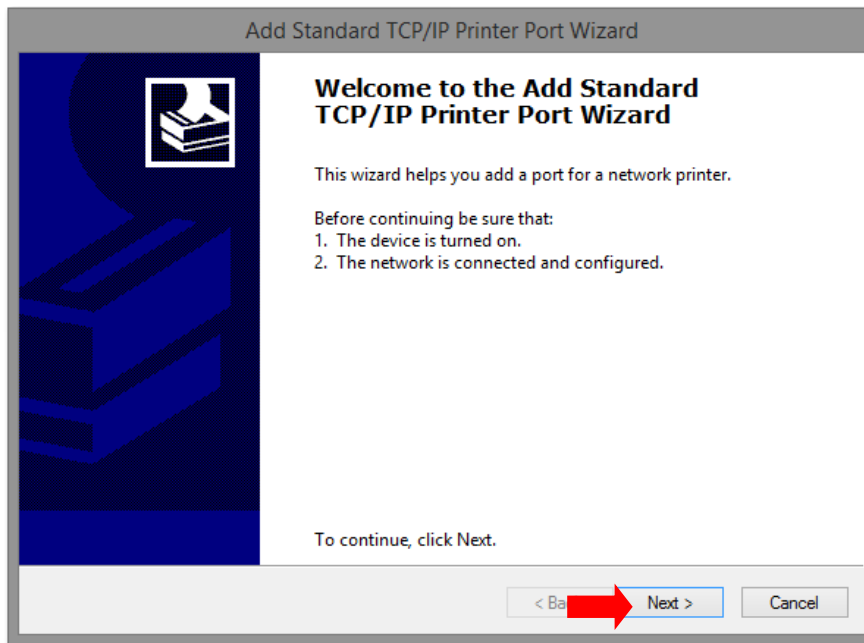 Add Standard TCP/IP Printer Port Wizard
Welcome to the Add Standard
TCP/IP Printer Port Wizard
This wizard helps you add a port for a network printer.
Before continuing be sure that:
1. The device is turned on.
2. The network is connected and configured.
To continue, click Next.
< Ba
Next >
Cancel